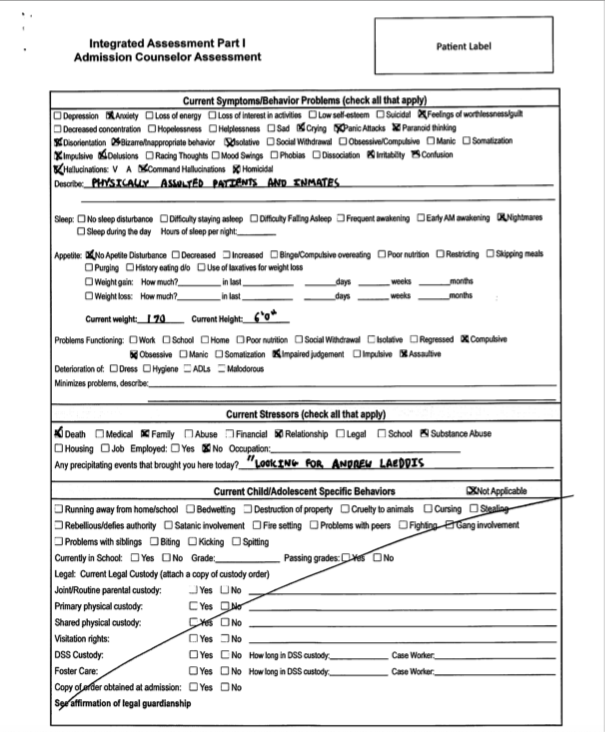 Integrated Assessment Part I
Admission Counselor Assessment
Patient Label
Current Symptoms/Behavior Problems (check all that apply)
☐ Depression ☒ Anxiety ☐ Loss of energy ☐ Loss of interest in activities ☐ Low self-esteem ☐ Suicidal ☒ Feelings of worthlessness/guilt
☐ Decreased concentration ☐ Hopelessness ☐ Helplessness ☐ Sad ☒ Crying ☒ Panic Attacks ☒ Paranoid thinking
☒ Disorientation ☒ Bizarre/Inappropriate behavior ☒ Isolative ☐ Social Withdrawal ☐ Obsessive/Compulsive ☐ Manic ☐ Somatization
☒ Impulsive ☒ Delusions ☐ Racing Thoughts ☐ Mood Swings ☐ Phobias ☐ Dissociation ☒ Irritability ☒ Confusion
☒ Hallucinations: V A ☒ Command Hallucinations ☒ Homicidal
Describe: PHYSICALLY ASSULTED PATIENTS AND INMATES
Sleep: ☐ No sleep disturbance ☐ Difficulty staying asleep ☐ Difficulty Falling Asleep ☐ Frequent awakening ☐ Early AM awakening ☒ Nightmares
☐ Sleep during the day Hours of sleep per night:
Appetite: ☒ No Apetite Disturbance ☐ Decreased ☐ Increased ☐ Binge/Compulsive overeating ☐ Poor nutrition ☐ Restricting ☐ Skipping meals
☐ Purging ☐ History eating d/o ☐ Use of laxatives for weight loss
☐ Weight gain: How much? in last days weeks months
☐ Weight loss: How much? in last days weeks months
Current weight: 170 Current Height: 6'0"
Problems Functioning: ☐ Work ☐ School ☐ Home ☐ Poor nutrition ☐ Social Withdrawal ☐ Isolative ☐ Regressed ☒ Compulsive
☒ Obsessive ☐ Manic ☐ Somatization ☒ Impaired judgement ☐ Impulsive ☒ Assaultive
Deterioration of: ☐ Dress ☐ Hygiene ☐ ADLs ☐ Malodorous
Minimizes problems, describe:
Current Stressors (check all that apply)
☒ Death ☐ Medical ☒ Family ☐ Abuse ☐ Financial ☒ Relationship ☐ Legal ☐ School ☒ Substance Abuse
☐ Housing ☐ Job Employed: ☐ Yes ☒ No Occupation:
Any precipitating events that brought you here today? "LOOKING FOR ANDREW LAEDDIS
Current Child/Adolescent Specific Behaviors ☒ Not Applicable
☐ Running away from home/school ☐ Bedwetting ☐ Destruction of property ☐ Cruelty to animals ☐ Cursing ☐ Stealing
☐ Rebellious/defies authority ☐ Satanic involvement ☐ Fire setting ☐ Problems with peers ☐ Fighting ☐ Gang involvement
☐ Problems with siblings ☐ Biting ☐ Kicking ☐ Spitting
Currently in School: ☐ Yes ☐ No Grade: Passing grades: ☐ Yes ☐ No
Legal: Current Legal Custody (attach a copy of custody order)
Joint/Routine parental custody: ☐ Yes ☐ No
Primary physical custody: ☐ Yes ☐ No
Shared physical custody: ☐ Yes ☐ No
Visitation rights: ☐ Yes ☐ No
DSS Custody: ☐ Yes ☐ No How long in DSS custody: Case Worker:
Foster Care: ☐ Yes ☐ No How long in DSS custody: Case Worker:
Copy of order obtained at admission: ☐ Yes ☐ No
See affirmation of legal guardianship